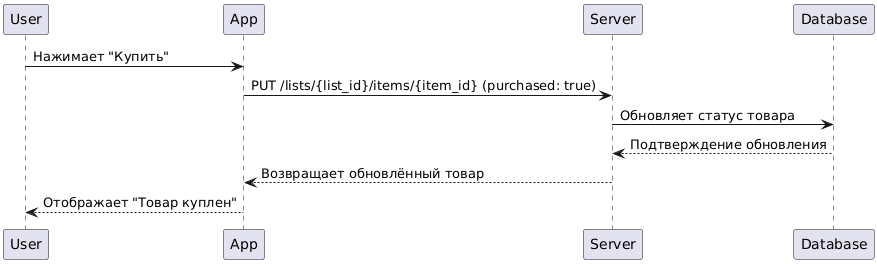 User App Server Database
Нажимает "Купить"
PUT /lists/{list_id}/items/{item_id} (purchased: true)
Обновляет статус товара
Подтверждение обновления
Возвращает обновлённый товар
Отображает "Товар куплен"
User App Server Database